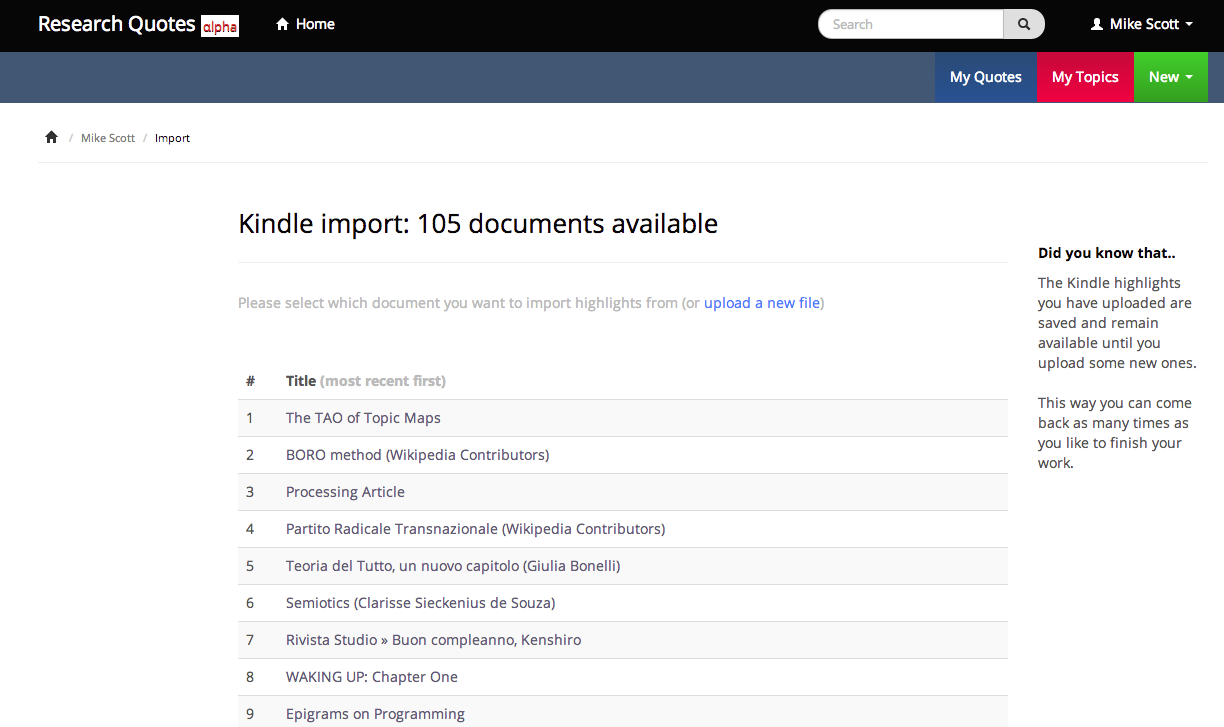 Research Quotes alpha Home Search Mike Scott
My Quotes My Topics New
/ Mike Scott / Import
Kindle import: 105 documents available
Please select which document you want to import highlights from (or upload a new file)
# Title (most recent first)
1 The TAO of Topic Maps
2 BORO method (Wikipedia Contributors)
3 Processing Article
4 Partito Radicale Transnazionale (Wikipedia Contributors)
5 Teoria del Tutto, un nuovo capitolo (Giulia Bonelli)
6 Semiotics (Clarisse Sieckenius de Souza)
7 Rivista Studio » Buon compleanno, Kenshiro
8 WAKING UP: Chapter One
9 Epigrams on Programming
Did you know that..
The Kindle highlights
you have uploaded are
saved and remain
available until you
upload some new ones.
This way you can come
back as many times as
you like to finish your
work.